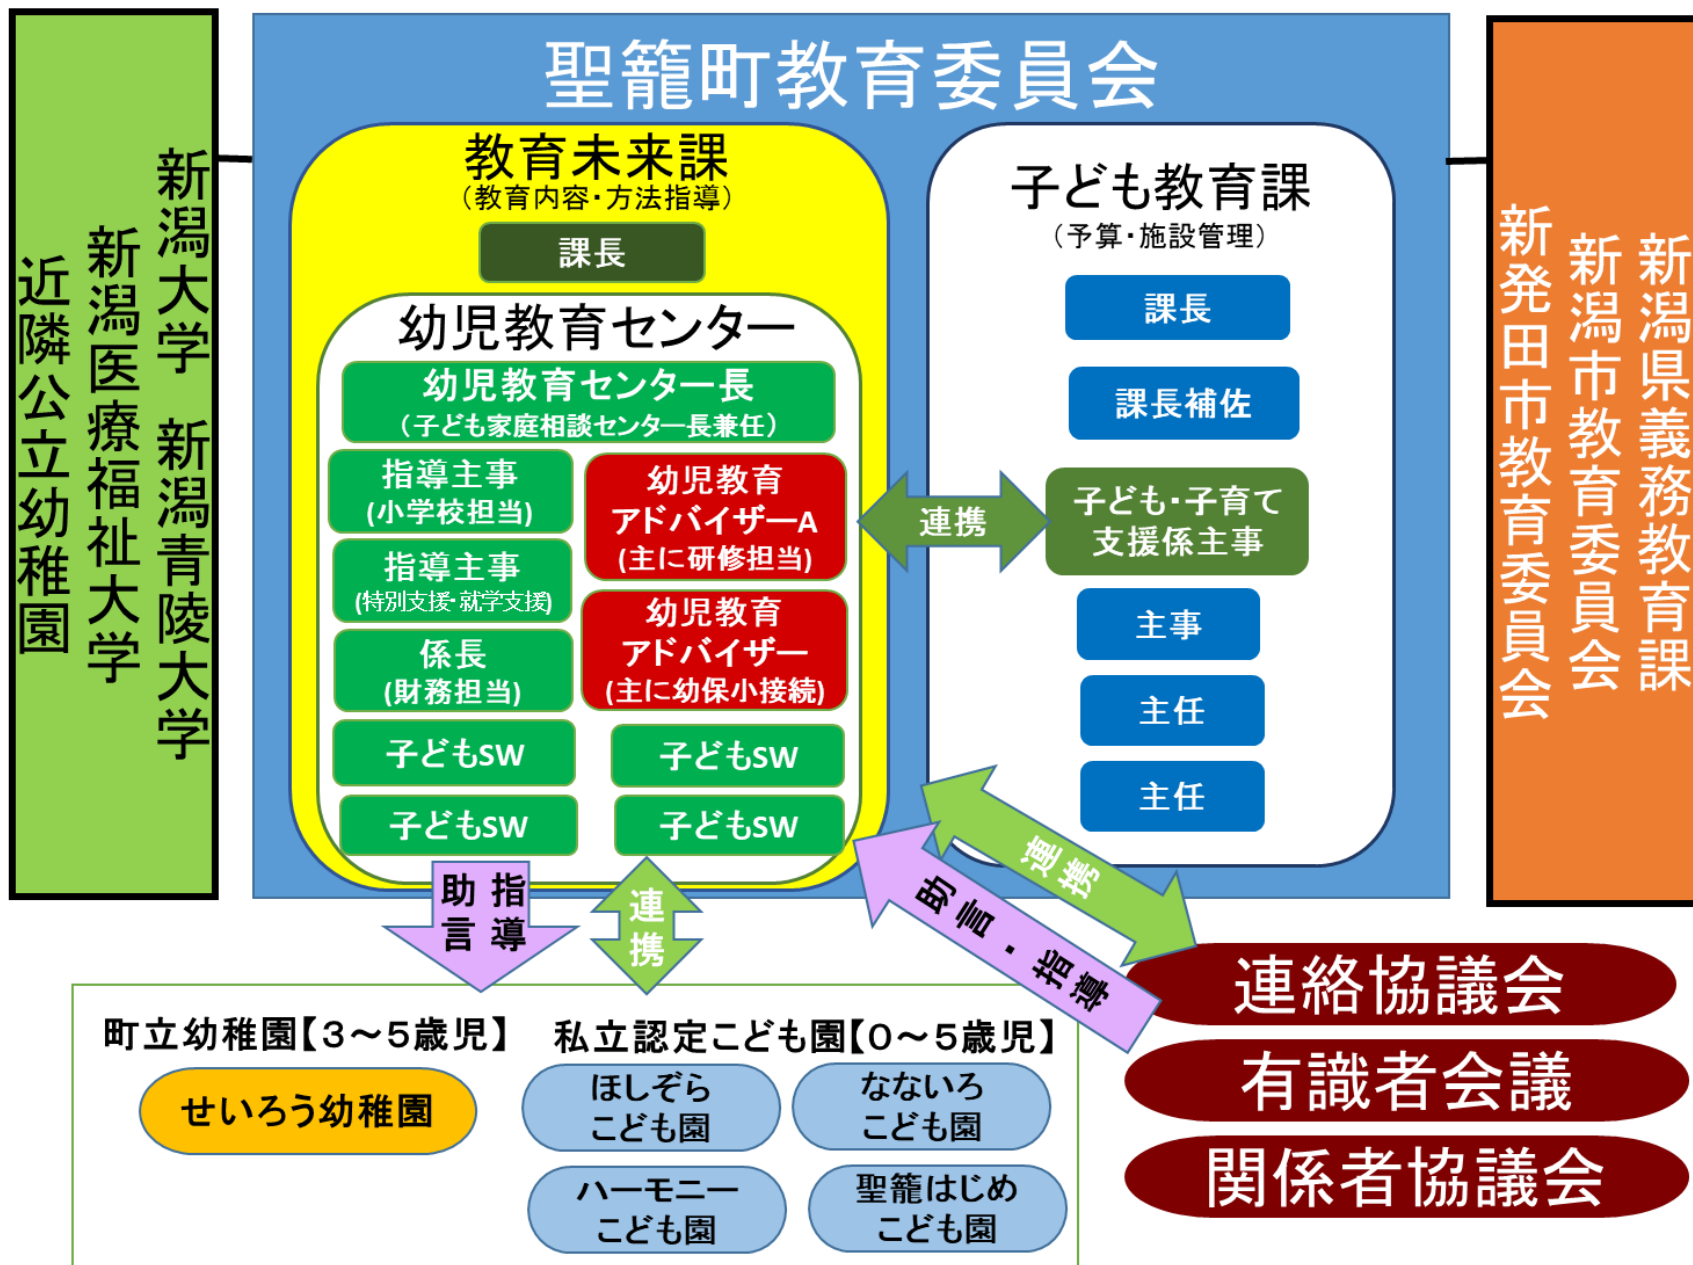 聖籠町教育委員会
新潟大学　新潟青陵大学
新潟医療福祉大学
近隣公立幼稚園
教育未来課
（教育内容・方法指導）
課長
幼児教育センター
幼児教育センター長
（子ども家庭相談センター長兼任）
指導主事
(小学校担当)
指導主事
(特別支援・就学支援)
係長
(財務担当)
子どもSW
子どもSW
幼児教育
アドバイザーA
(主に研修担当)
幼児教育
アドバイザー
(主に幼保小接続)
子どもSW
子どもSW
連携
子ども教育課
（予算・施設管理）
課長
課長補佐
子ども・子育て
支援係主事
主事
主任
主任
新潟県義務教育課
新潟市教育委員会
新発田市教育委員会
指導
助言
連携
連携
助言・指導
町立幼稚園【３～５歳児】
せいろう幼稚園
私立認定こども園【０～５歳児】
ほしぞら
こども園
なないろ
こども園
ハーモニー
こども園
聖籠はじめ
こども園
連絡協議会
有識者会議
関係者協議会